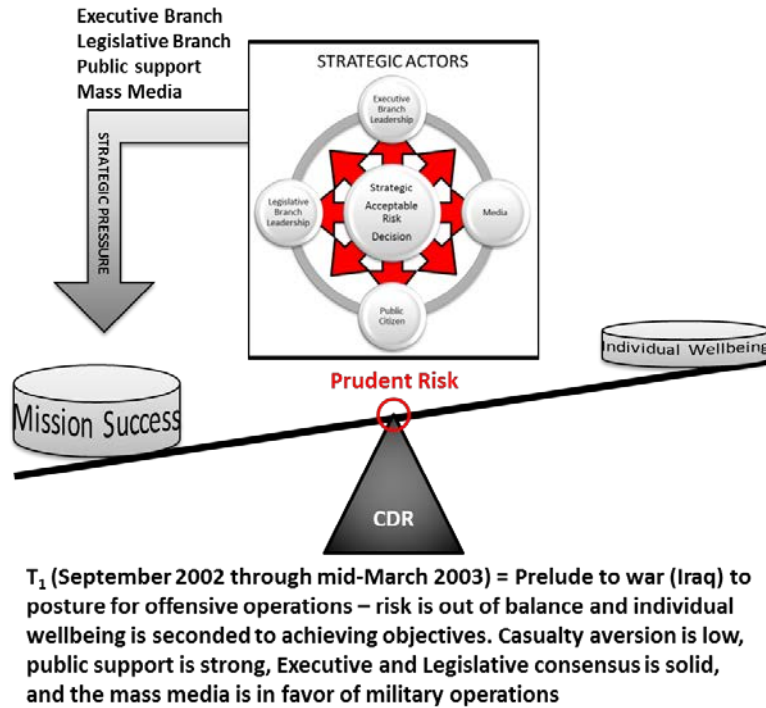 Executive Branch
Legislative Branch
Public support
Mass Media
STRATEGIC PRESSURE
STRATEGIC ACTORS
Executive
Branch
Leadership
Legislative
Branch
Leadership
Strategic
Acceptable
Risk
Decision
Media
Public
Citizen
Individual Wellbeing
Prudent Risk
Mission Success
CDR
T₁ (September 2002 through mid-March 2003) = Prelude to war (Iraq) to
posture for offensive operations – risk is out of balance and individual
wellbeing is seconded to achieving objectives. Casualty aversion is low,
public support is strong, Executive and Legislative consensus is solid,
and the mass media is in favor of military operations